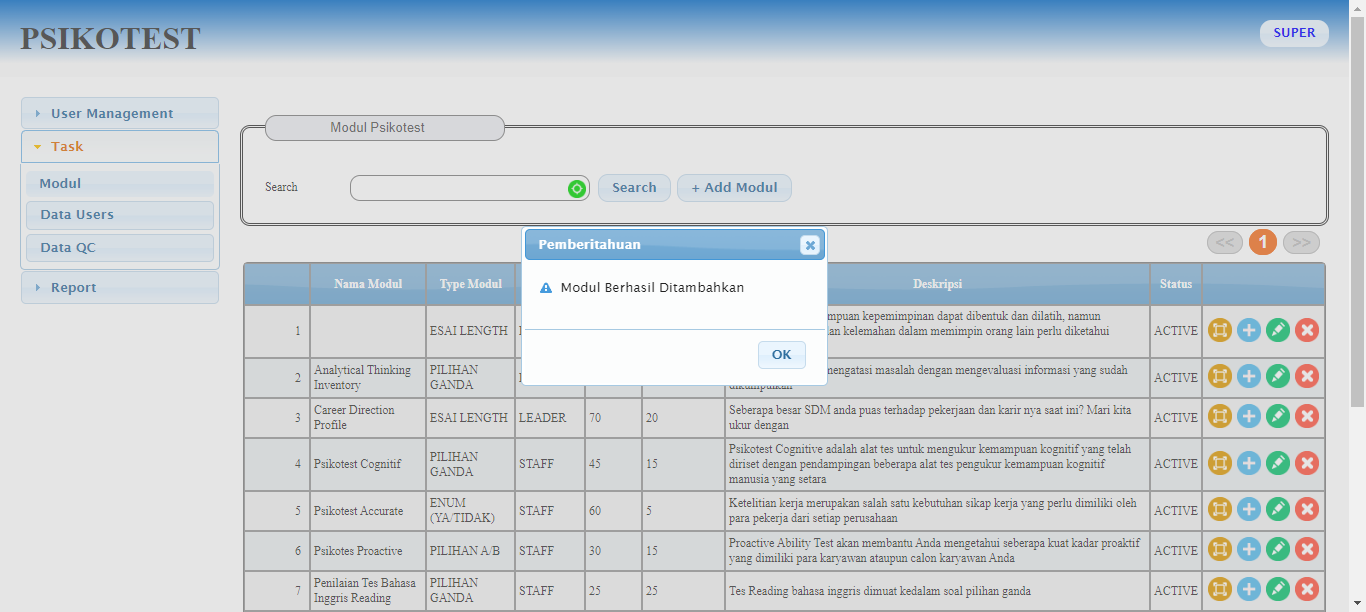 PSIKOTEST
SUPER
User Management
Task
Modul
Data Users
Data QC
Report
Modul Psikotest
Search
Search
+ Add Modul
<< 1 >>
Pemberitahuan
Modul Berhasil Ditambahkan
OK
Nama Modul Type Modul Deskripsi Status
1 ESAI LENGTH kepemimpinan dapat dibentuk dan dilatih, namun ACTIVE
kelemahan dalam memimpin orang lain perlu diketahui
2 Analytical Thinking PILIHAN mengatasi masalah dengan mengevaluasi informasi yang sudah ACTIVE
Inventory GANDA
3 Career Direction ESAI LENGTH LEADER 70 20 Seberapa besar SDM anda puas terhadap pekerjaan dan karir nya saat ini? Mari kita ACTIVE
Profile ukur dengan
4 Psikotest Cognitif PILIHAN STAFF 45 15 Psikotest Cognitive adalah alat tes untuk mengukur kemampuan kognitif yang telah ACTIVE
GANDA diriset dengan pendampingan beberapa alat tes pengukur kemampuan kognitif
manusia yang setara
5 Psikotest Accurate ENUM STAFF 60 5 Ketelitian kerja merupakan salah satu kebutuhan sikap kerja yang perlu dimiliki oleh ACTIVE
(YA/TIDAK) para pekerja dari setiap perusahaan
6 Psikotes Proactive PILIHAN A/B STAFF 30 15 Proactive Ability Test akan membantu Anda mengetahui seberapa kuat kadar proaktif ACTIVE
yang dimiliki para karyawan ataupun calon karyawan Anda
7 Penilaian Tes Bahasa PILIHAN STAFF 25 25 Tes Reading bahasa inggris dimuat kedalam soal pilihan ganda ACTIVE
Inggris Reading GANDA